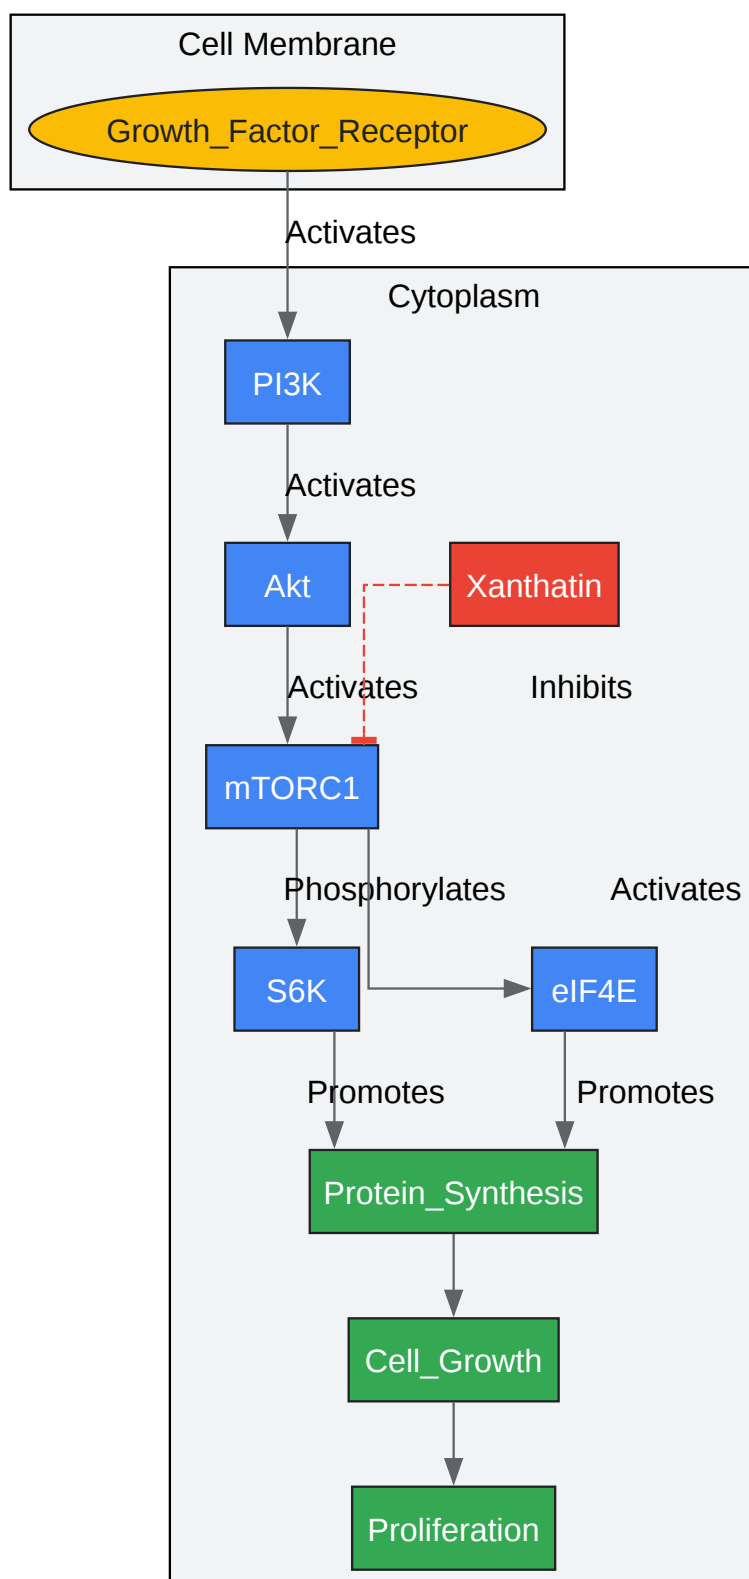 Cell Membrane
Growth_Factor_Receptor
Activates
Cytoplasm
PI3K
Activates
Akt
Xanthatin
Activates
Inhibits
mTORC1
Phosphorylates
Activates
S6K
eIF4E
Promotes
Promotes
Protein_Synthesis
Cell_Growth
Proliferation